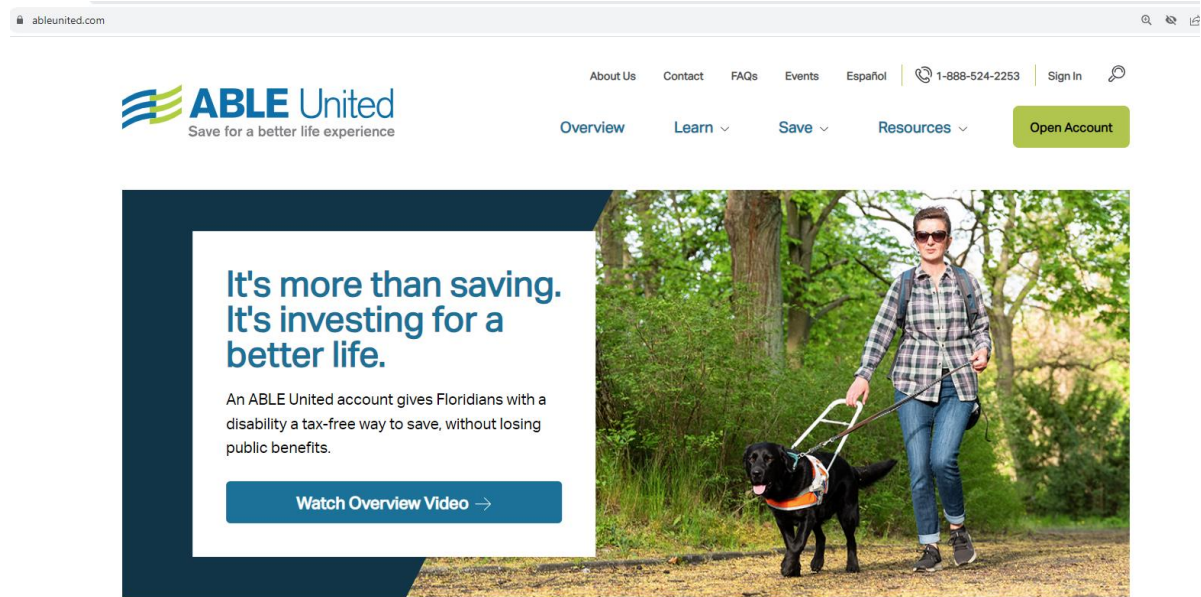 ableunited.com
About Us Contact FAQs Events Español 1-888-524-2253 Sign In
ABLE United
Save for a better life experience
Overview Learn Save Resources Open Account
It's more than saving.
It's investing for a
better life.
An ABLE United account gives Floridians with a
disability a tax-free way to save, without losing
public benefits.
Watch Overview Video →